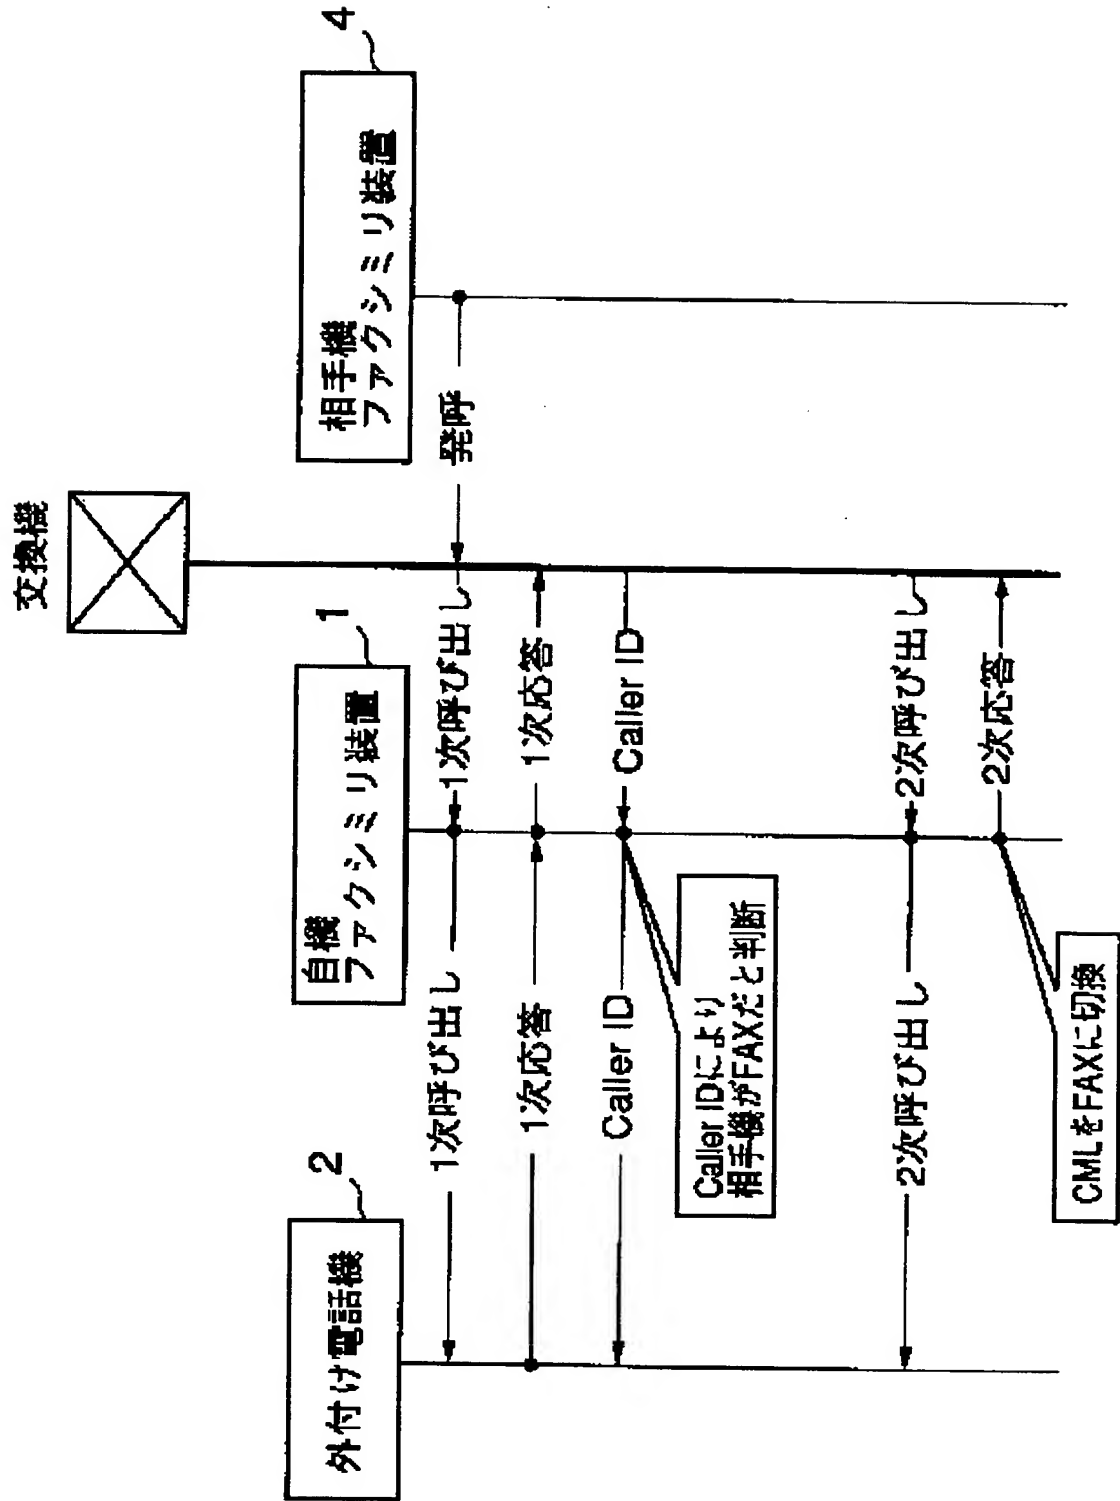 交換機
外付け電話機
2
自機
ファクシミリ装置
1
相手機
ファクシミリ装置
4
1次呼び出し
1次呼び出し
発呼
1次応答
1次応答
Caller ID
Caller ID
Caller IDにより
相手機がFAXだと判断
2次呼び出し
2次呼び出し
2次応答
CMLをFAXに切換